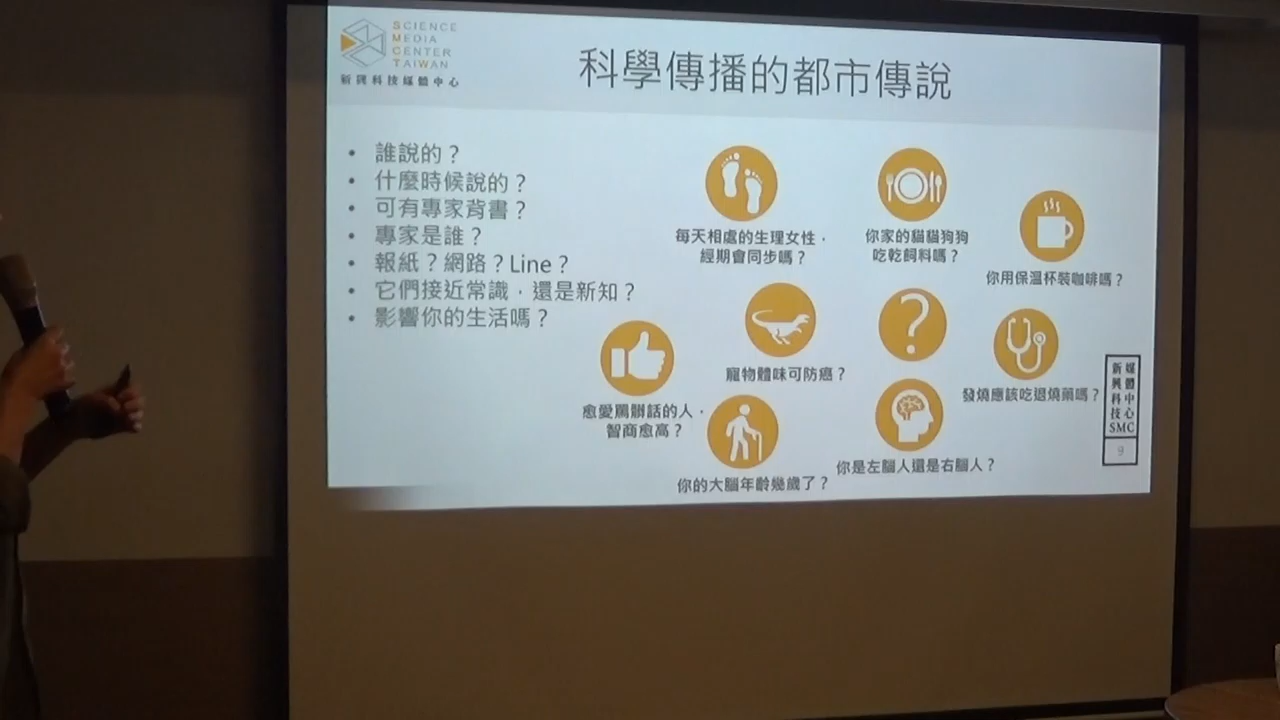 SCIENCE
MEDIA
CENTER
TAIWAN
新興科技媒體中心
科學傳播的都市傳說
• 誰說的？
• 什麼時候說的？
• 可有專家背書？
• 專家是誰？
• 報紙？網路？Line？
• 它們接近常識，還是新知？
• 影響你的生活嗎？
每天相處的生理女性，
經期會同步嗎？
你家的貓貓狗狗
吃乾飼料嗎？
你用保溫杯裝咖啡嗎？
寵物體味可防癌？
?
發燒應該吃退燒藥嗎？
愈愛罵髒話的人，
智商愈高？
你的大腦年齡幾歲了？
你是左腦人還是右腦人？
新興科技
媒體中心
SMC
9